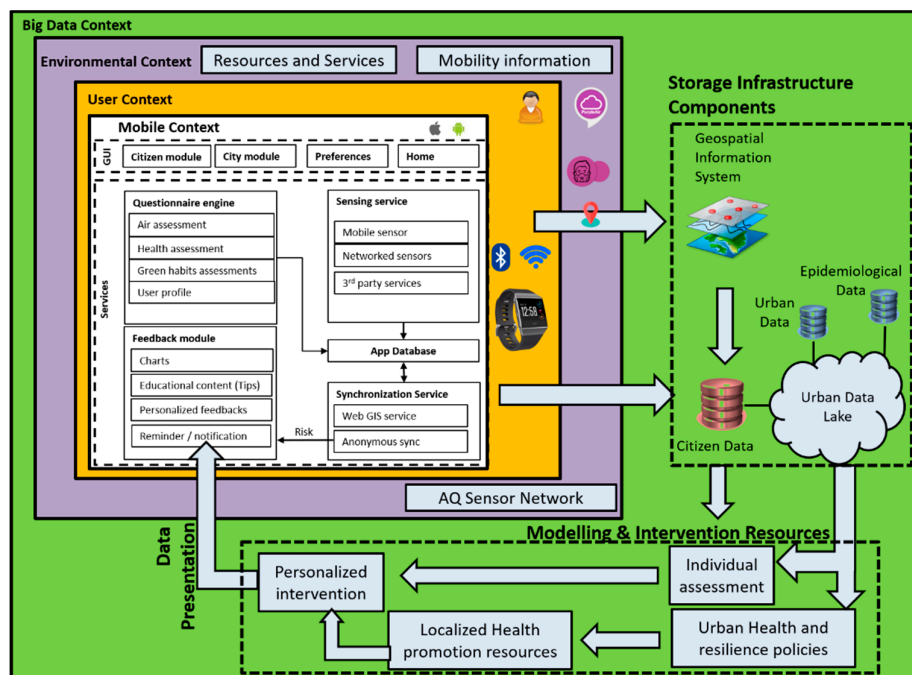 Big Data Context
Environmental Context
Resources and Services
Mobility information
User Context
Mobile Context
GUI
Citizen module
City module
Preferences
Home
Services
Questionnaire engine
Air assessment
Health assessment
Green habits assessments
User profile
Sensing service
Mobile sensor
Networked sensors
3rd party services
Feedback module
Charts
Educational content (Tips)
Personalized feedbacks
Reminder / notification
App Database
Synchronization Service
Web GIS service
Anonymous sync
Risk
12:58
AQ Sensor Network
Storage Infrastructure
Components
Geospatial
Information
System
Epidemiological
Data
Urban
Data
Urban Data
Lake
Citizen Data
Modelling & Intervention Resources
Data
Presentation
Personalized
intervention
Individual
assessment
Localized Health
promotion resources
Urban Health and
resilience policies